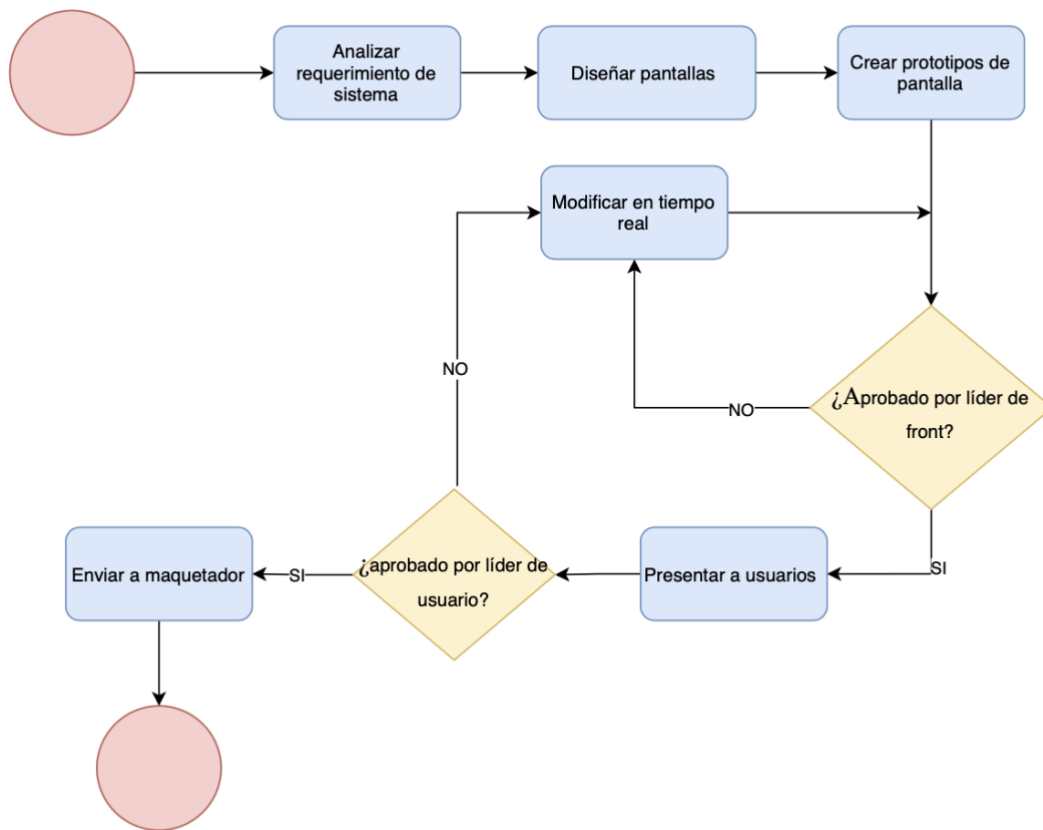 Analizar
requerimiento de
sistema
Diseñar pantallas
Crear prototipos de
pantalla
Modificar en tiempo
real
NO
¿Aprobado por líder de
front?
NO
SI
Presentar a usuarios
¿aprobado por líder de
usuario?
SI
Enviar a maquetador